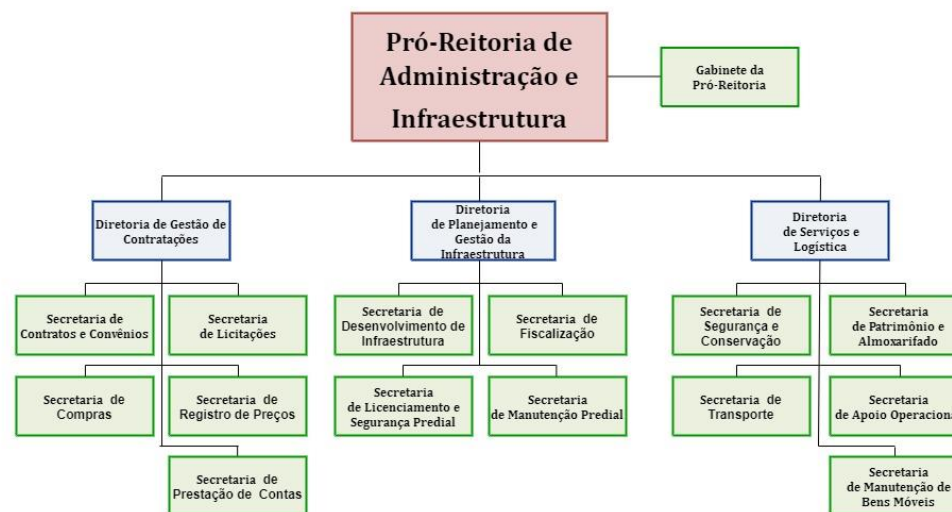 Pró-Reitoria de
Administração e
Infraestrutura
Gabinete da
Pró-Reitoria
Diretoria de Gestão de
Contratações
Diretoria
de Planejamento e
Gestão da
Infraestrutura
Diretoria
de Serviços e
Logística
Secretaria de
Contratos e Convênios
Secretaria
de Licitações
Secretaria de
Desenvolvimento de
Infraestrutura
Secretaria de
Fiscalização
Secretaria de
Segurança e
Conservação
Secretaria
de Patrimônio e
Almoxarifado
Secretaria de
Compras
Secretaria de
Registro de Preços
Secretaria
de Licenciamento e
Segurança Predial
Secretaria
de Manutenção Predial
Secretaria de
Transporte
Secretaria
de Apoio Operaciona
Secretaria de
Prestação de Contas
Secretaria
de Manutenção de
Bens Móveis